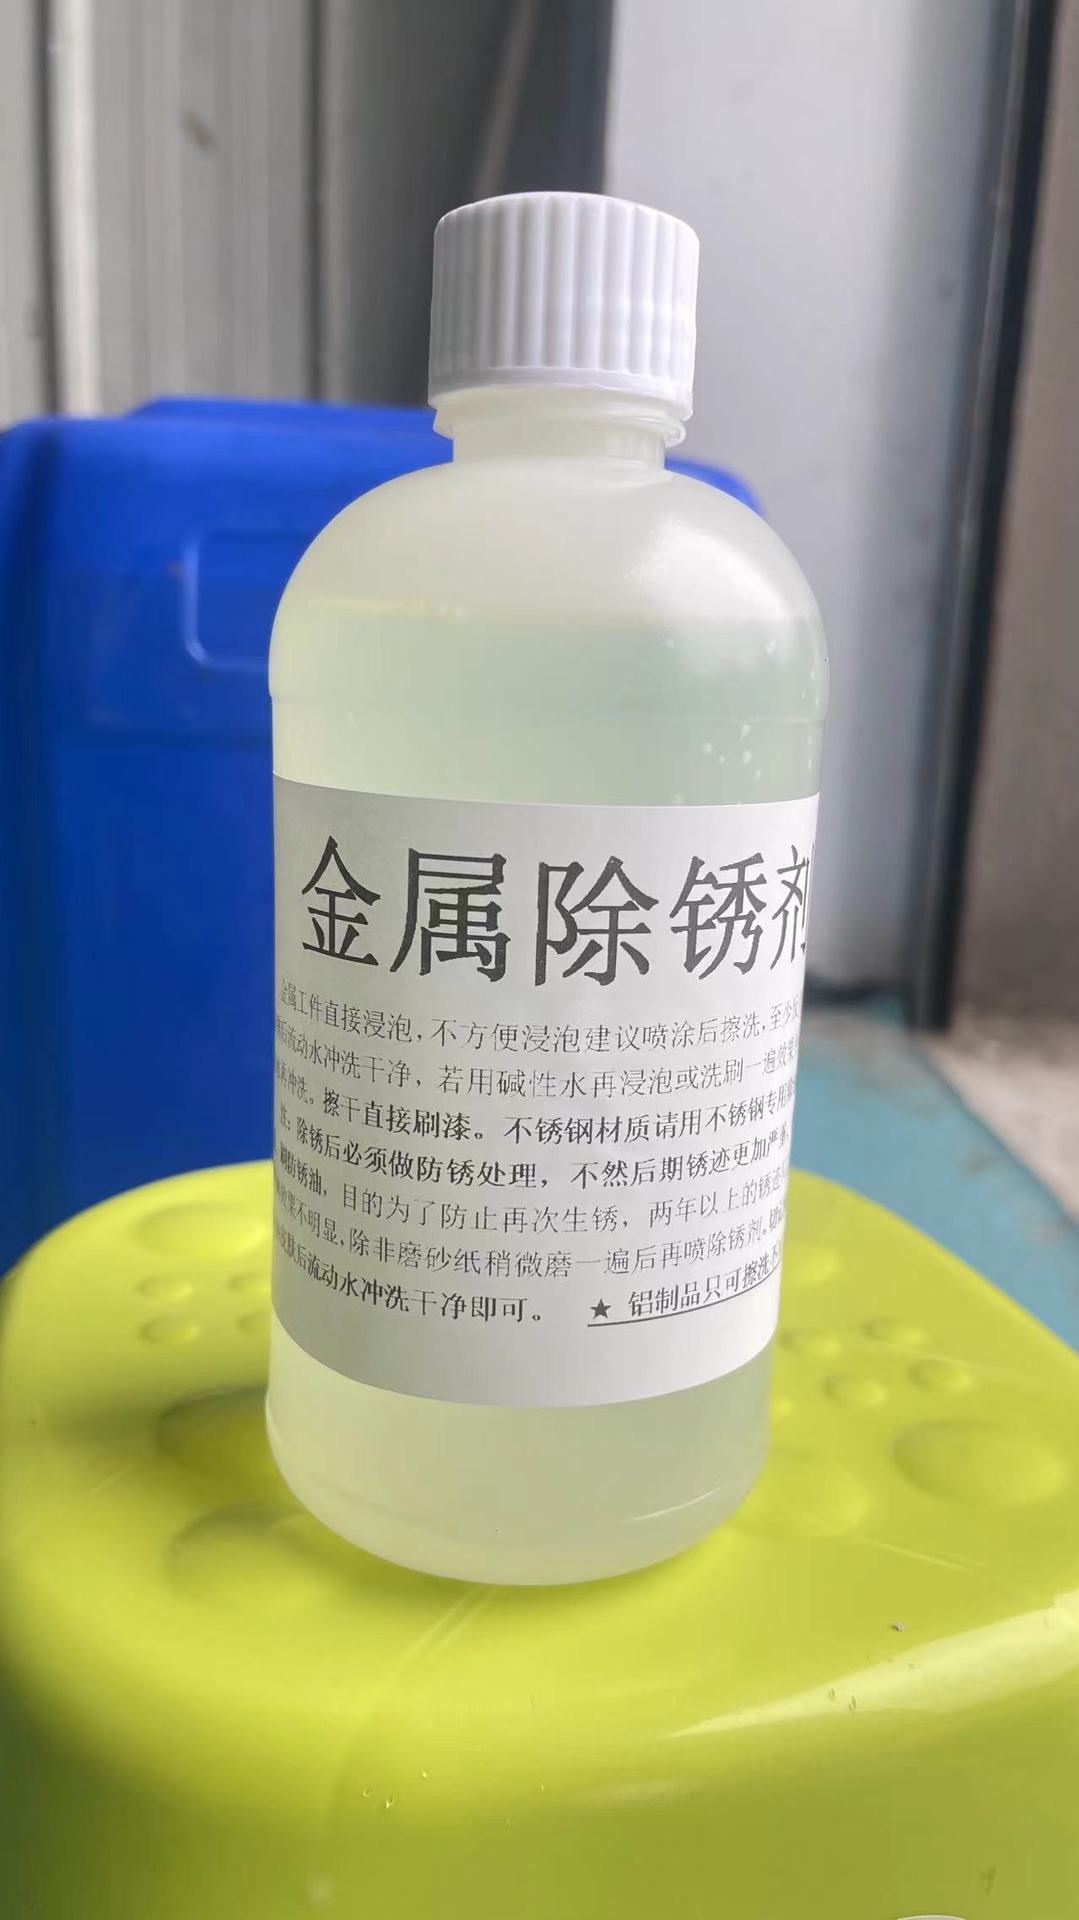 金属除锈剂
金属工件直接浸泡,不方便浸泡建议喷涂后擦洗,至少
后流动水冲洗干净，若用碱性水再浸泡或洗刷一遍效果
再冲洗。擦干直接刷漆。不锈钢材质请用不锈钢专用
注：除锈后必须做防锈处理，不然后期锈迹更加严重
刷防锈油，目的为了防止再次生锈，两年以上的锈迹
效果不明显,除非磨砂纸稍微磨一遍后再喷除锈剂.
皮肤后流动水冲洗干净即可。 ★ 铝制品只可擦洗不